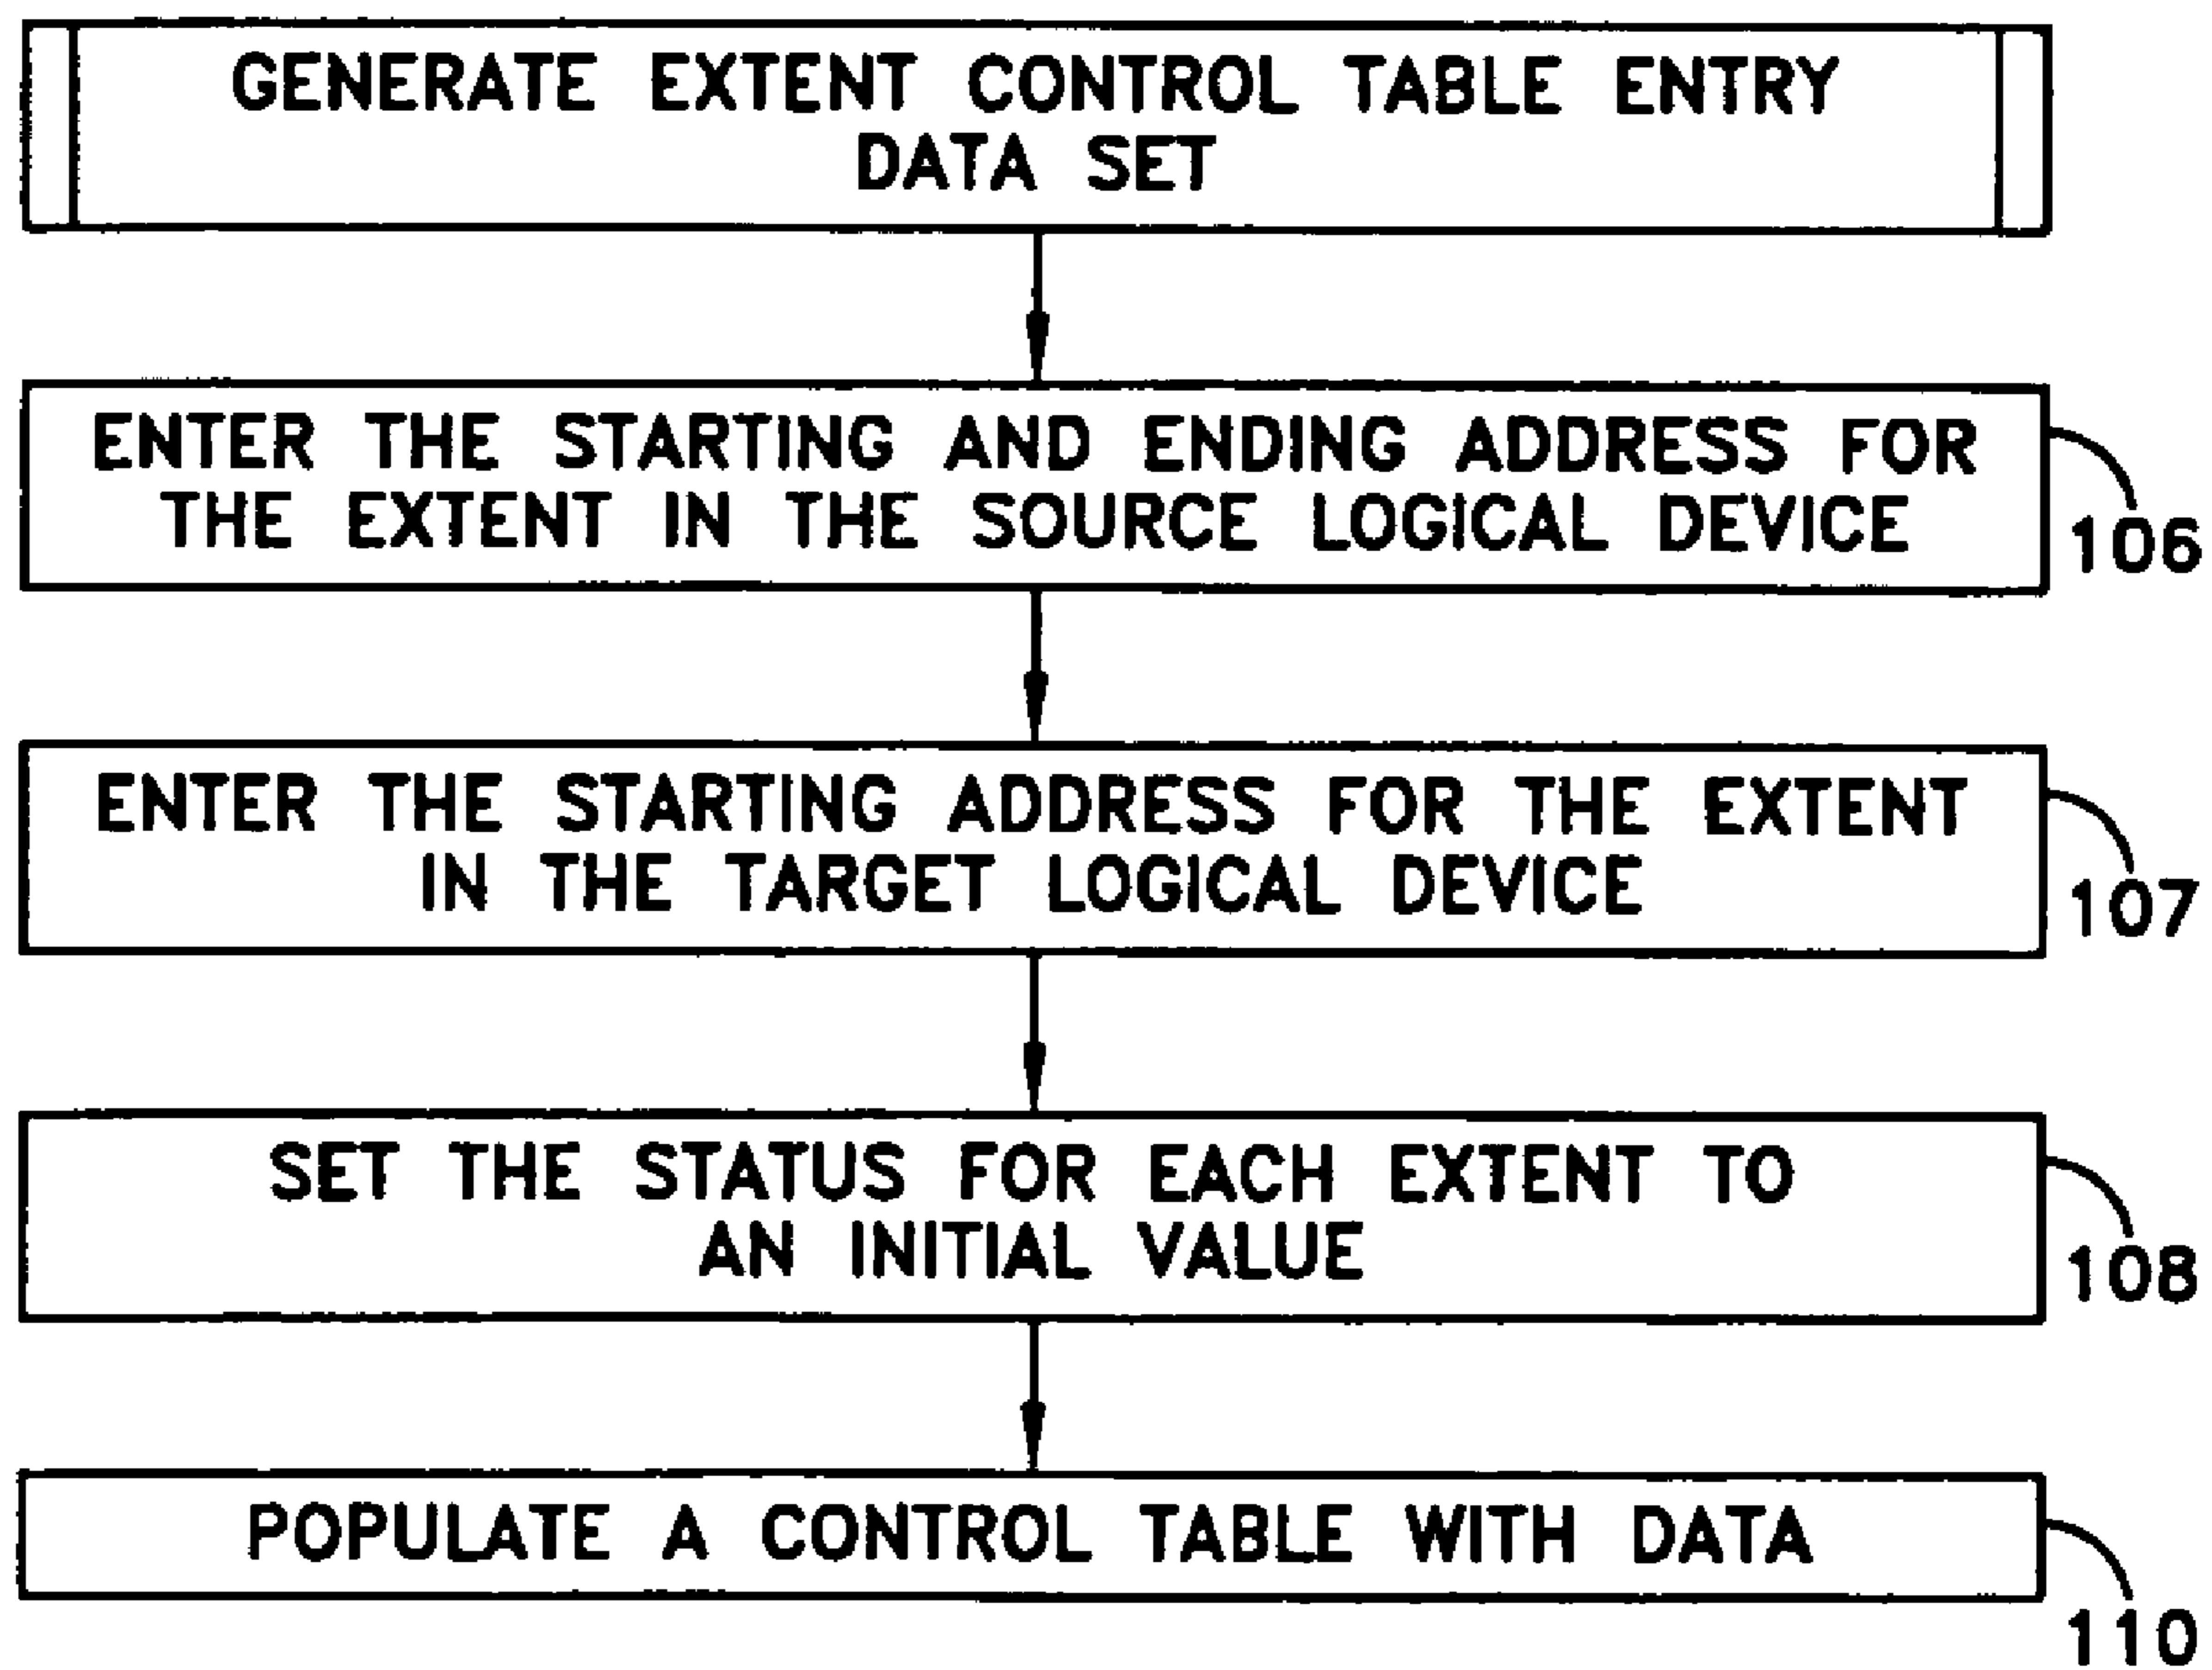 GENERATE EXTENT CONTROL TABLE ENTRY
DATA SET
ENTER THE STARTING AND ENDING ADDRESS FOR
THE EXTENT IN THE SOURCE LOGICAL DEVICE
106
ENTER THE STARTING ADDRESS FOR THE EXTENT
IN THE TARGET LOGICAL DEVICE
107
SET THE STATUS FOR EACH EXTENT TO
AN INITIAL VALUE
108
POPULATE A CONTROL TABLE WITH DATA
110